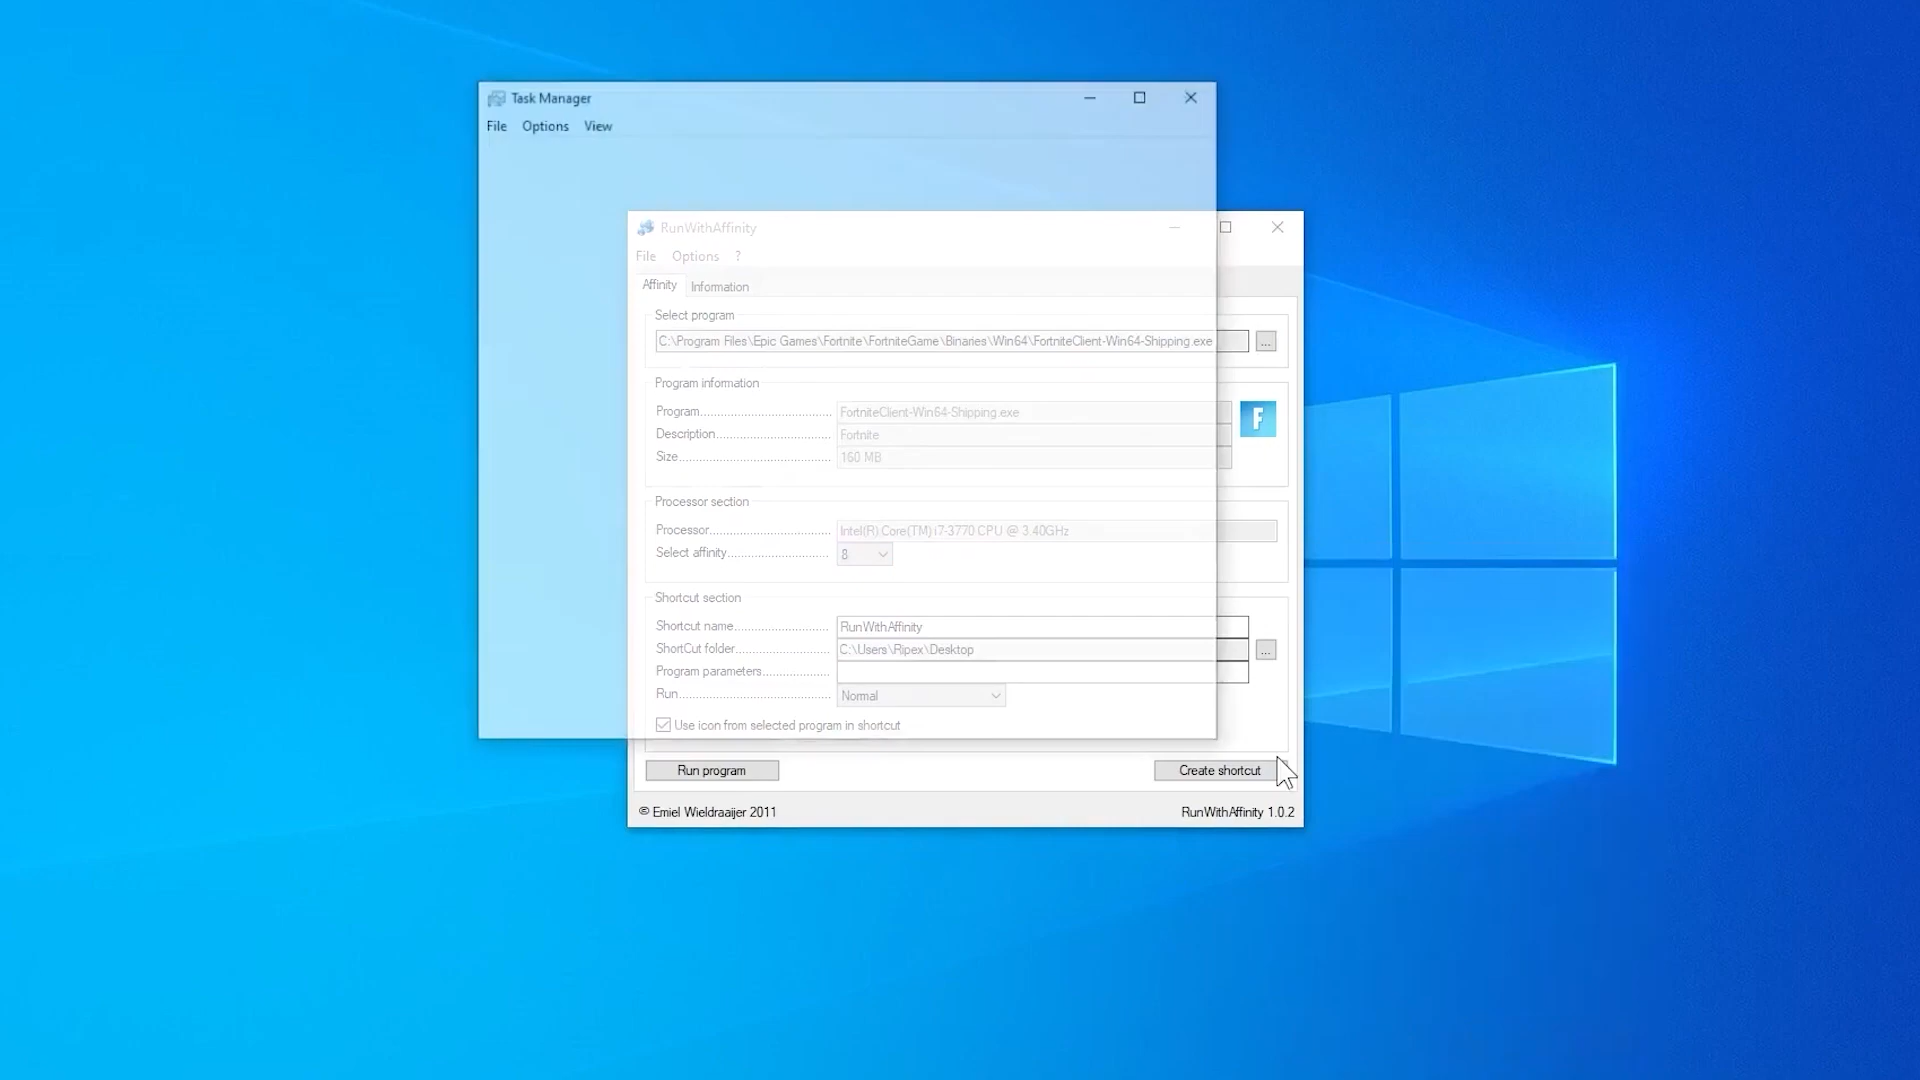 Task Manager
File Options View
RunWithAffinity
File Options ?
Affinity Information
Select program
C:\Program Files\Epic Games\Fortnite\FortniteGame\Binaries\Win64\FortniteClient-Win64-Shipping.exe ...
Program information
Program................................. FortniteClient-Win64-Shipping.exe
F
Description............................. Fortnite
Size...................................... 160 MB
Processor section
Processor............................... Intel(R) Core(TM) i7-3770 CPU @ 3.40GHz
Select affinity.......................... 8
Shortcut section
Shortcut name........................ RunWithAffinity
ShortCut folder........................ C:\Users\Ripex\Desktop ...
Program parameters.................
Run...................................... Normal
Use icon from selected program in shortcut
Run program Create shortcut
© Emiel Wieldraaijer 2011 RunWithAffinity 1.0.2